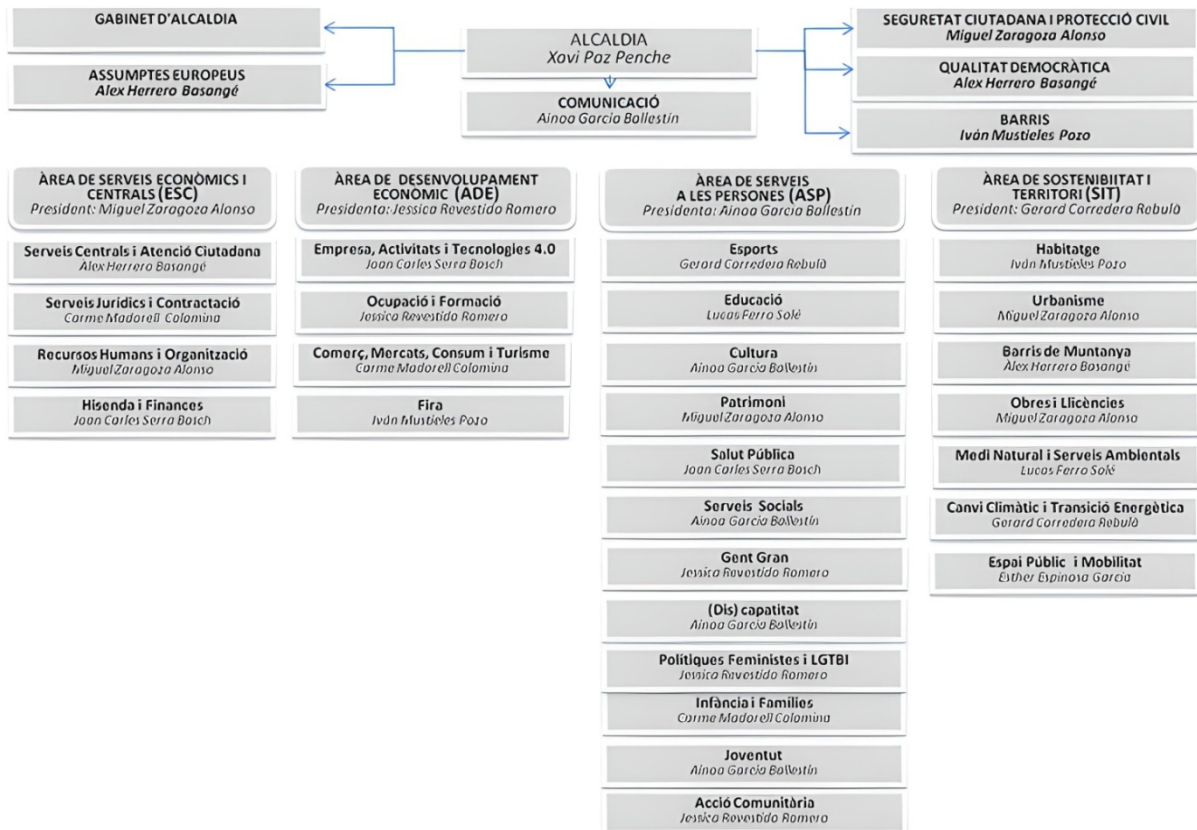 GABINET D'ALCALDIA
ASSUMPTES EUROPEUS
Alex Herrero Basangé
ALCALDIA
Xavi Paz Penche
COMUNICACIÓ
Ainoa Garcia Ballestín
SEGURETAT CIUTADANA I PROTECCIÓ CIVIL
Miguel Zaragoza Alonso
QUALITAT DEMOCRÀTICA
Alex Herrero Basangé
BARRIS
Iván Mustieles Pozo
ÀREA DE SERVEIS ECONÒMICS I
CENTRALS (ESC)
President: Miguel Zaragoza Alonso
Serveis Centrals i Atenció Ciutadana
Àlex Herrero Basangé
Serveis Jurídics i Contractació
Carme Madorell Colomina
Recursos Humans i Organització
Miguel Zaragoza Alonso
Hisenda i Finances
Joan Carles Serra Bosch
ÀREA DE DESENVOLUPAMENT
ECONÒMIC (ADE)
Presidenta: Jessica Revestido Romero
Empresa, Activitats i Tecnologies 4.0
Joan Carles Serra Bosch
Ocupació i Formació
Jessica Revestido Romero
Comerç, Mercats, Consum i Turisme
Carme Madorell Colomina
Fira
Iván Mustieles Pozo
ÀREA DE SERVEIS
A LES PERSONES (ASP)
Presidenta: Ainoa Garcia Ballestín
Esports
Gerard Corredera Rebulà
Educació
Lucas Ferro Solé
Cultura
Ainoa Garcia Ballestín
Patrimoni
Miguel Zaragoza Alonso
Salut Pública
Joan Carles Serra Bosch
Serveis Socials
Ainoa Garcia Ballestín
Gent Gran
Jessica Revestido Romero
(Dis) capatitat
Ainoa Garcia Ballestín
Polítiques Feministes i LGTBI
Jessica Revestido Romero
Infància i Famílies
Carme Madorell Colomina
Joventut
Ainoa Garcia Ballestín
Acció Comunitària
Jessica Revestido Romero
ÀREA DE SOSTENIBIITAT I
TERRITORI (SIT)
President: Gerard Corredera Rebulà
Habitatge
Iván Mustieles Pozo
Urbanisme
Miguel Zaragoza Alonso
Barris de Muntanya
Àlex Herrero Basangé
Obres i Llicències
Miguel Zaragoza Alonso
Medi Natural i Serveis Ambientals
Lucas Ferro Solé
Canvi Climàtic i Transició Energètica
Gerard Corredera Rebulà
Espai Públic i Mobilitat
Esther Espinosa Garcia